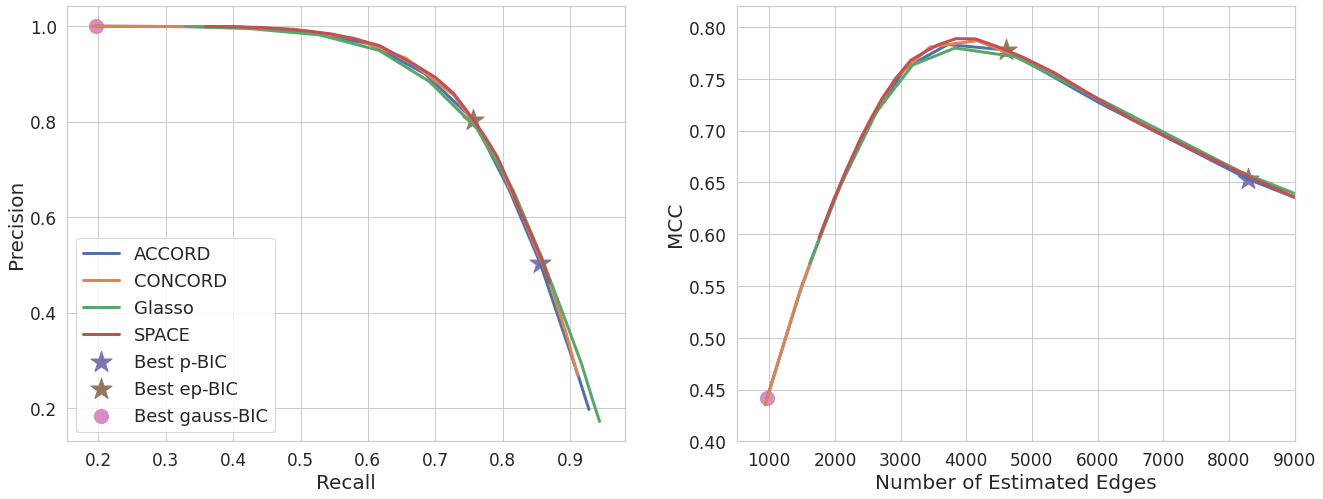 1.0
0.8
0.6
0.4
0.2
Precision
ACCORD
CONCORD
Glasso
SPACE
Best p-BIC
Best ep-BIC
Best gauss-BIC
0.2 0.3 0.4 0.5 0.6 0.7 0.8 0.9
Recall
0.80
0.75
0.70
0.65
0.60
0.55
0.50
0.45
0.40
MCC
1000 2000 3000 4000 5000 6000 7000 8000 9000
Number of Estimated Edges